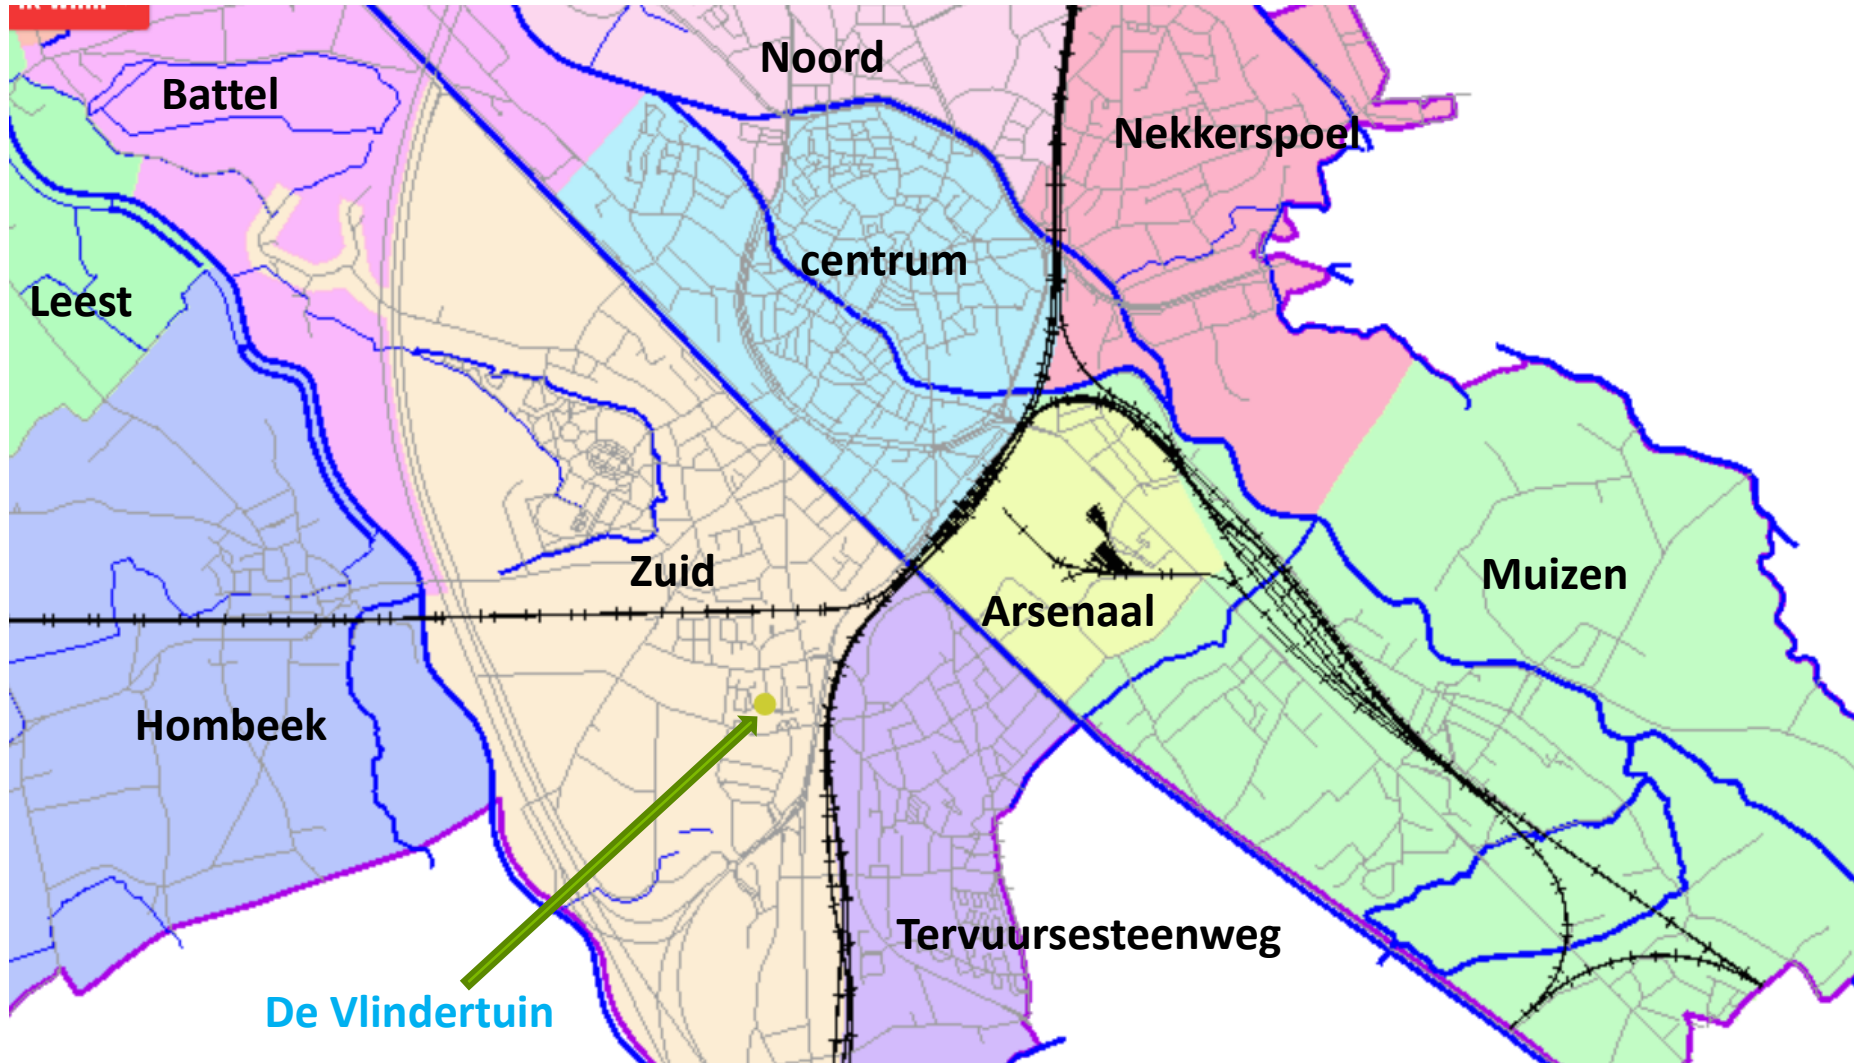 Noord
Battel
Nekkerspoel
centrum
Leest
Zuid
Muizen
Arsenaal
Hombeek
Tervuursesteenweg
De Vlindertuin